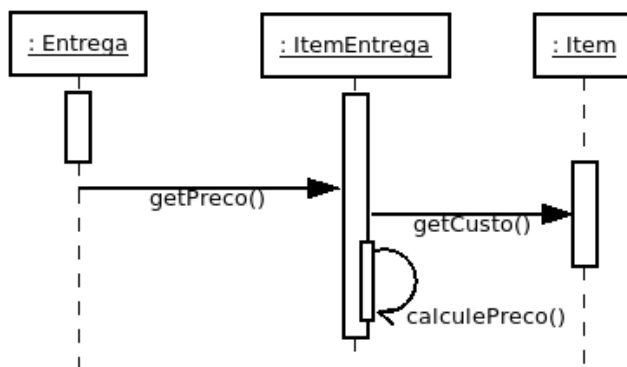 : Entrega
: ItemEntrega
: Item
getPreco()
getCusto()
calculePreco()